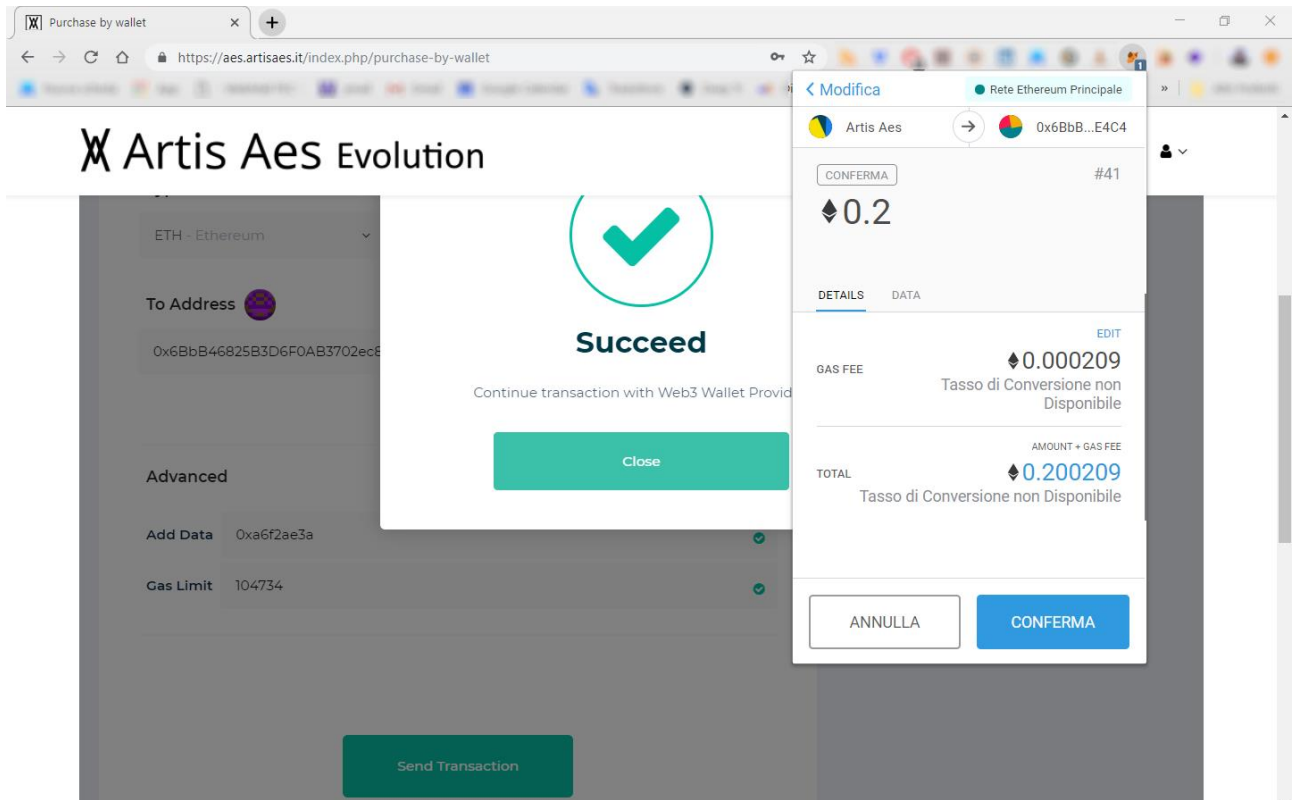 Purchase by wallet
https://aes.artisaes.it/index.php/purchase-by-wallet
Artis Aes Evolution
ETH - Ethereum
To Address
0x6BbB46825B3D6F0AB3702ec8
Advanced
Add Data 0xa6f2ae3a
Gas Limit 104734
Send Transaction
Succeed
Continue transaction with Web3 Wallet Provid
Close
Modifica
Rete Ethereum Principale
Artis Aes
0x6BbB...E4C4
CONFERMA
#41
0.2
DETAILS DATA
EDIT
GAS FEE
0.000209
Tasso di Conversione non
Disponibile
AMOUNT + GAS FEE
TOTAL
0.200209
Tasso di Conversione non Disponibile
ANNULLA
CONFERMA
1